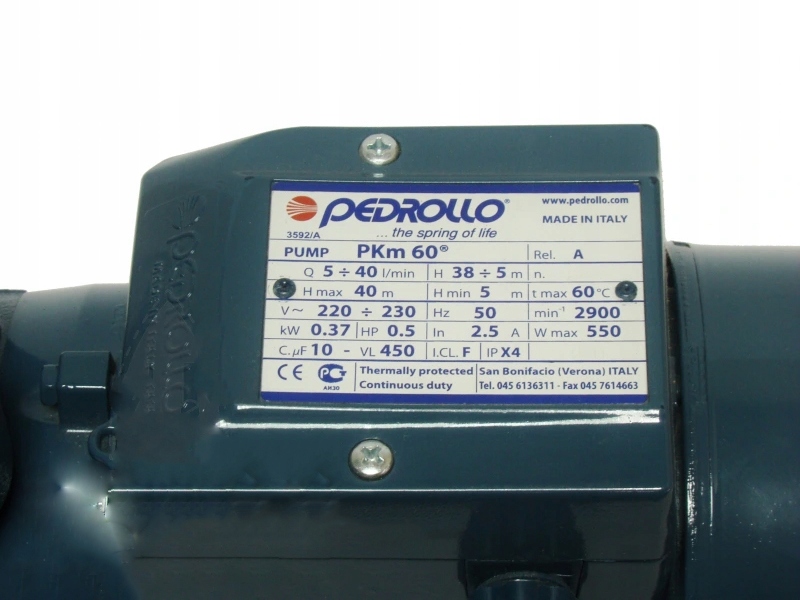 PEDROLLO®
www.pedrollo.com
3592/A
... the spring of life
MADE IN ITALY
PUMP PKm 60® Rel. A
Q 5 ÷ 40 l/min H 38 ÷ 5 m n.
H max 40 m H min 5 m t max 60 °C
V~ 220 ÷ 230 Hz 50 min⁻¹ 2900
kW 0.37 HP 0.5 In 2.5 A W max 550
C.µF 10 - VL 450 I.CL. F IP X4
CE PC Thermally protected San Bonifacio (Verona) ITALY
AH30 Continuous duty Tel. 045 6136311 · Fax 045 7614663
Pedrollo